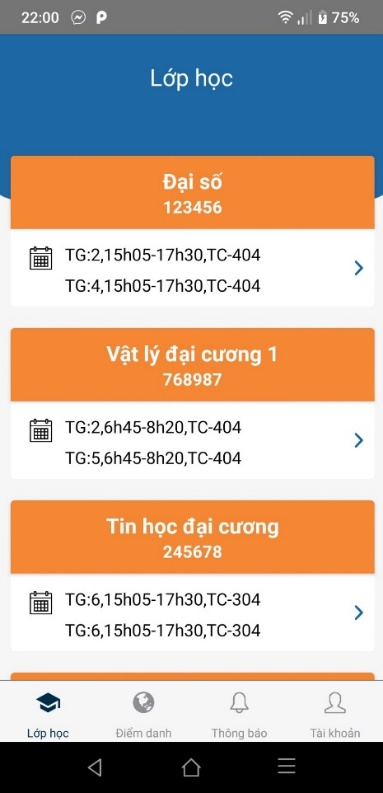 22:00 75%
Lớp học
Đại số
123456
TG:2,15h05-17h30,TC-404
TG:4,15h05-17h30,TC-404
Vật lý đại cương 1
768987
TG:2,6h45-8h20,TC-404
TG:5,6h45-8h20,TC-404
Tin học đại cương
245678
TG:6,15h05-17h30,TC-304
TG:6,15h05-17h30,TC-304
Lớp học Điểm danh Thông báo Tài khoản